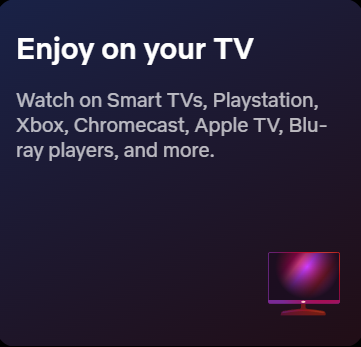 Enjoy on your TV
Watch on Smart TVs, Playstation,
Xbox, Chromecast, Apple TV, Blu-
ray players, and more.